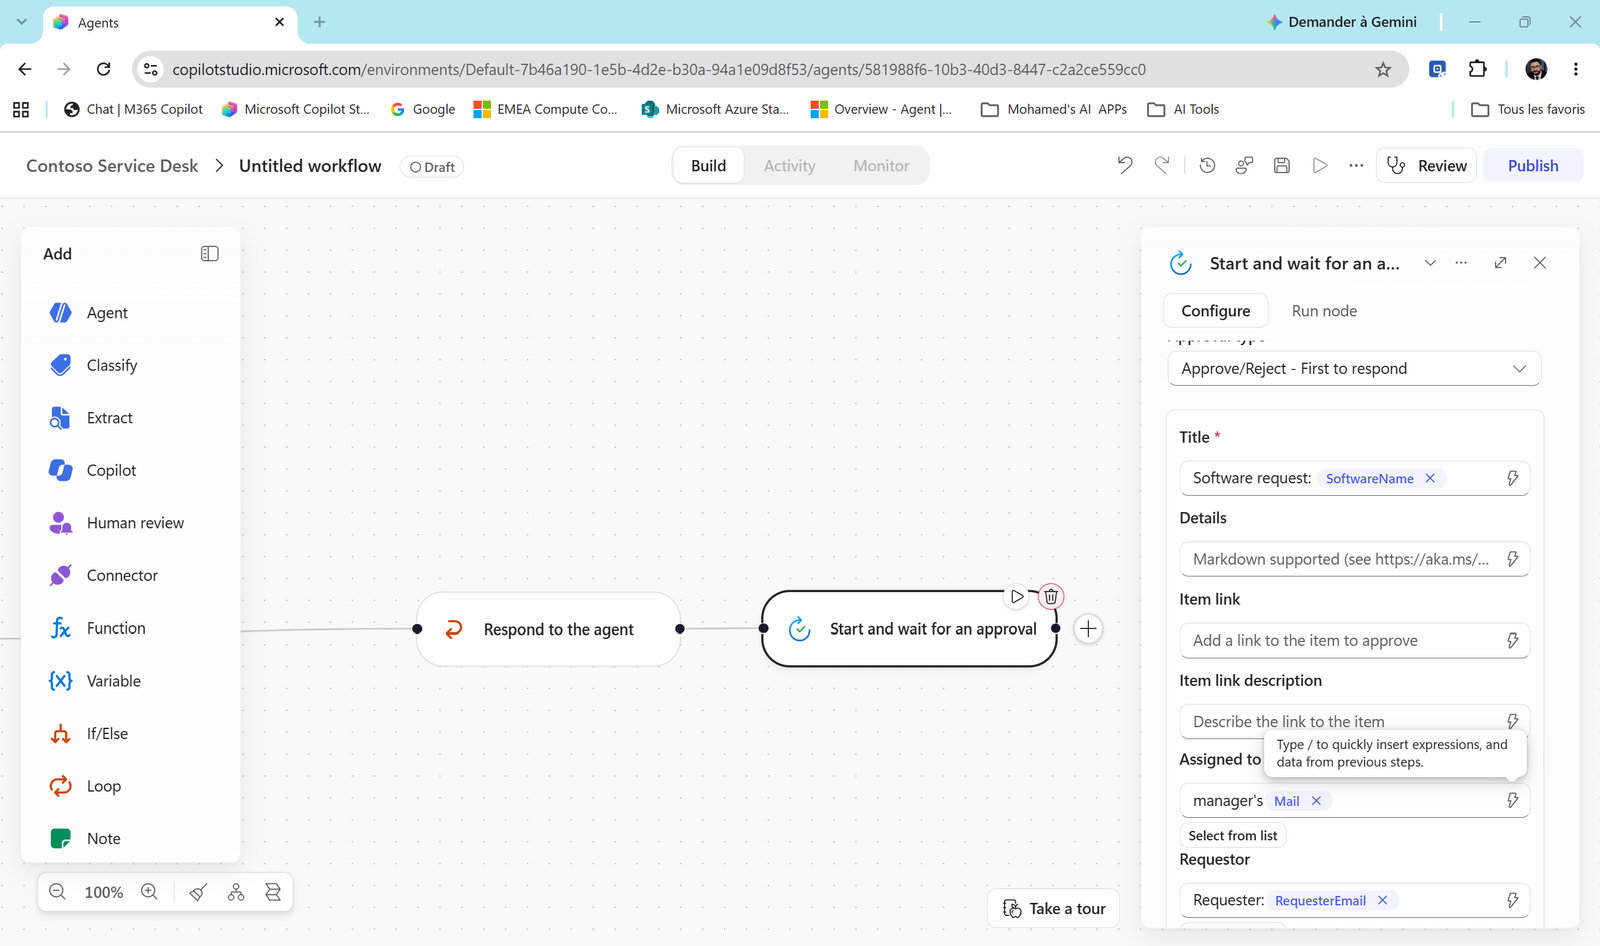 Agents
Demander à Gemini
copilotstudio.microsoft.com/environments/Default-7b46a190-1e5b-4d2e-b30a-94a1e09d8f53/agents/581988f6-10b3-40d3-8447-c2a2ce559cc0
Chat | M365 Copilot
Microsoft Copilot St...
Google
EMEA Compute Co...
Microsoft Azure Sta...
Overview - Agent |...
Mohamed's AI APPs
AI Tools
Tous les favoris
Contoso Service Desk > Untitled workflow
Draft
Build
Activity
Monitor
Review
Publish
Add
Agent
Classify
Extract
Copilot
Human review
Connector
Function
Variable
If/Else
Loop
Note
100%
Respond to the agent
Start and wait for an approval
Take a tour
Start and wait for an a...
Configure
Run node
Approval type
Approve/Reject - First to respond
Title *
Software request: SoftwareName
Details
Markdown supported (see https://aka.ms/...
Item link
Add a link to the item to approve
Item link description
Describe the link to the item
Type / to quickly insert expressions, and
data from previous steps.
Assigned to
manager's Mail
Select from list
Requestor
Requester: RequesterEmail